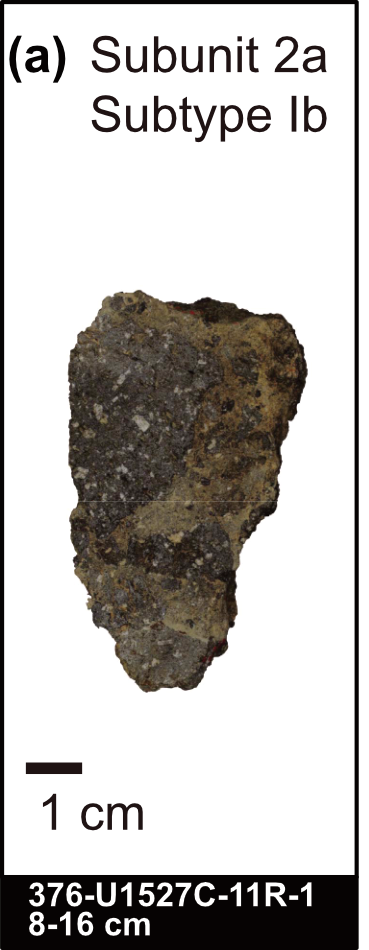 (a) Subunit 2a
Subtype Ib
1 cm
376-U1527C-11R-1
8-16 cm